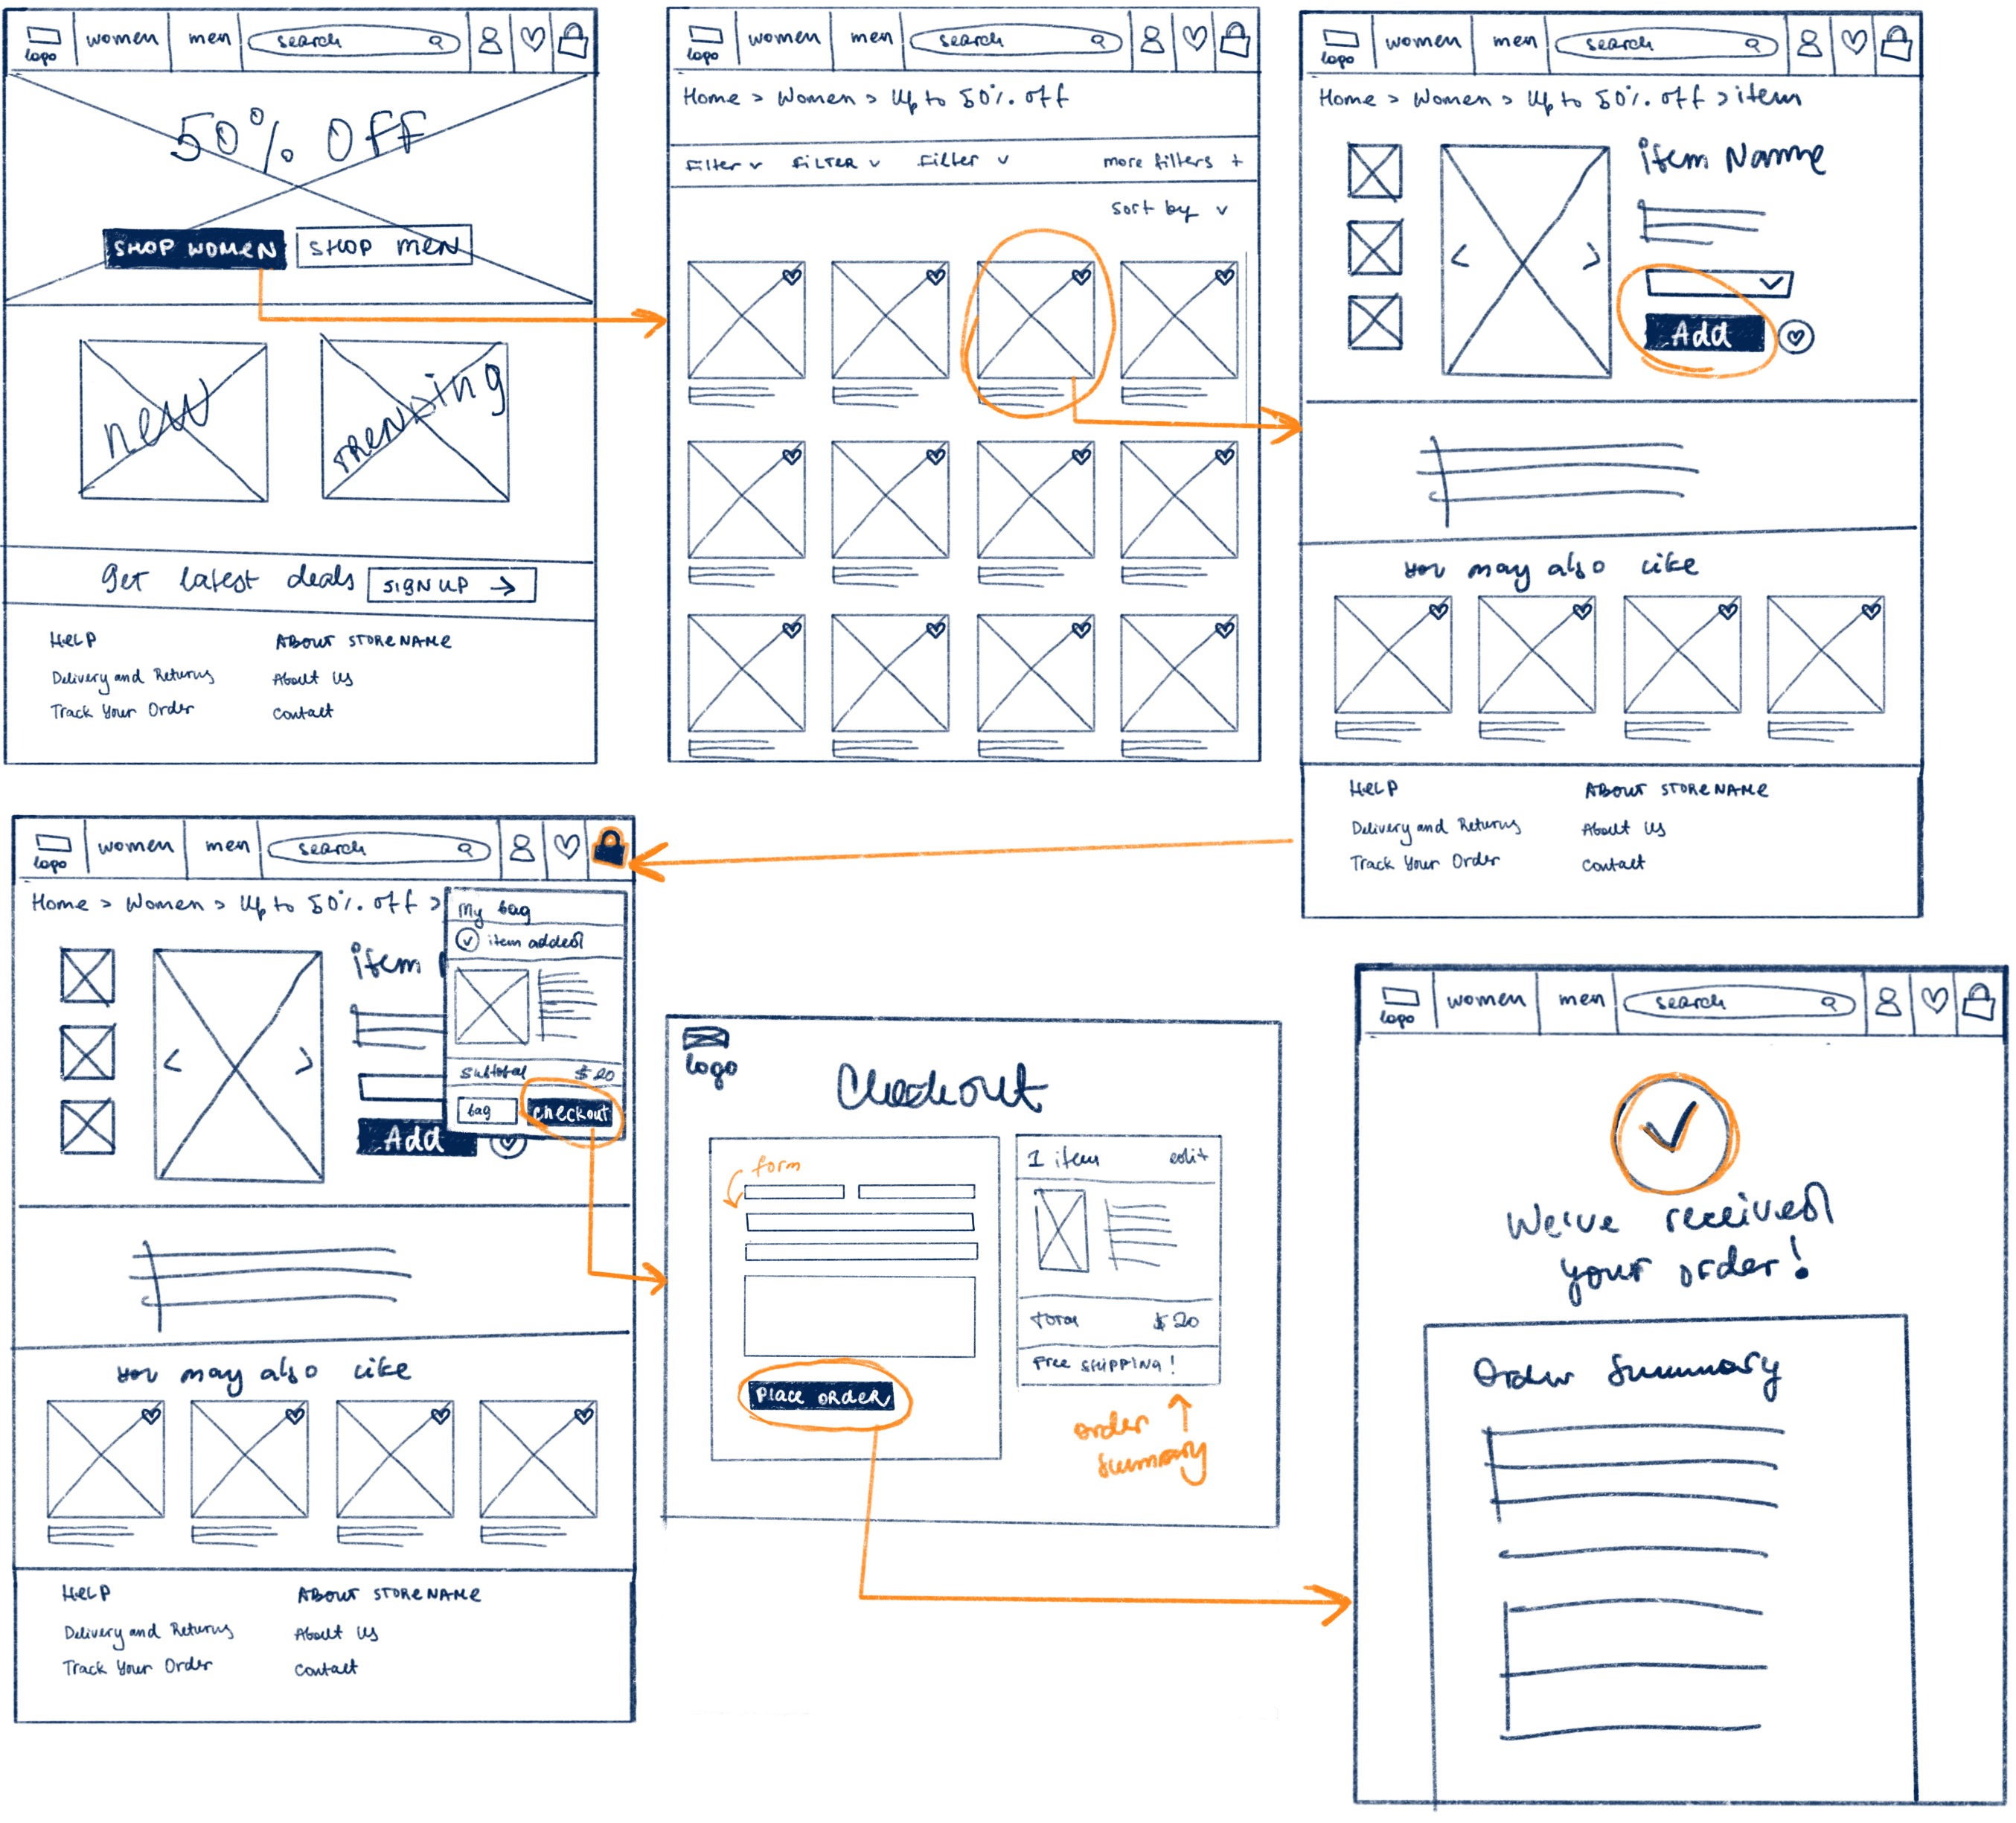 logo women men search
50% OFF
SHOP WOMEN SHOP MEN
new
TRENDING
Get latest deals SIGN UP →
HELP
Delivery and Returns
Track Your Order
ABOUT STORENAME
About Us
Contact
logo women men search
Home > Women > Up to 50% off
Filter v FILTER v Filter v more filters +
sort by v
logo women men search
Home > Women > Up to 50% off > item
item Name
< >
Add
You may also like
HELP
Delivery and Returns
Track Your Order
ABOUT STORENAME
About Us
Contact
logo women men search
Home > Women > Up to 50% off >
My bag
item added
item
< >
subtotal $20
bag checkout
Add
You may also like
HELP
Delivery and Returns
Track Your Order
ABOUT STORENAME
About Us
Contact
logo
Checkout
form
Place order
1 item edit
Total $20
Free shipping!
order
summary
logo women men search
We've received
your order!
Order Summary